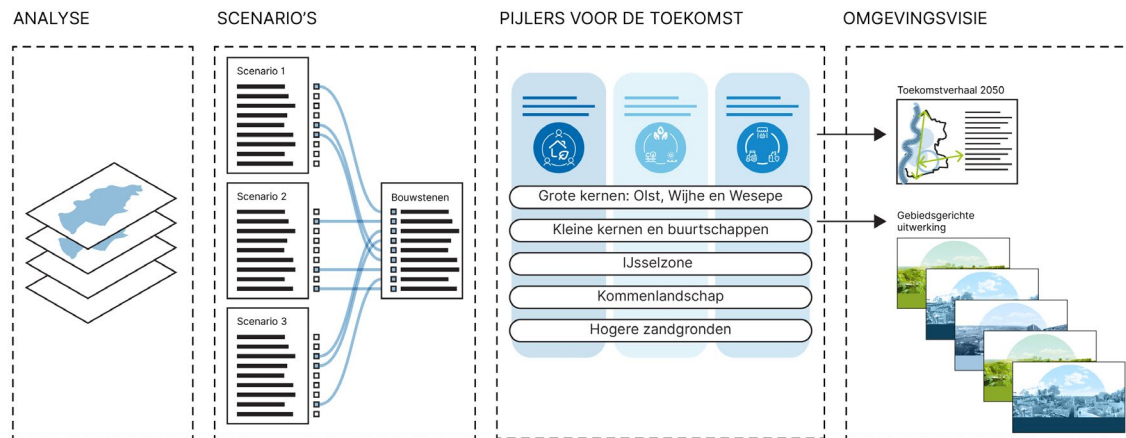 ANALYSE
SCENARIO'S
PIJLERS VOOR DE TOEKOMST
OMGEVINGSVISIE
Scenario 1
Scenario 2
Scenario 3
Bouwstenen
Grote kernen: Olst, Wijhe en Wesepe
Kleine kernen en buurtschappen
IJsselzone
Kommenlandschap
Hogere zandgronden
Toekomstverhaal 2050
Gebiedsgerichte
uitwerking